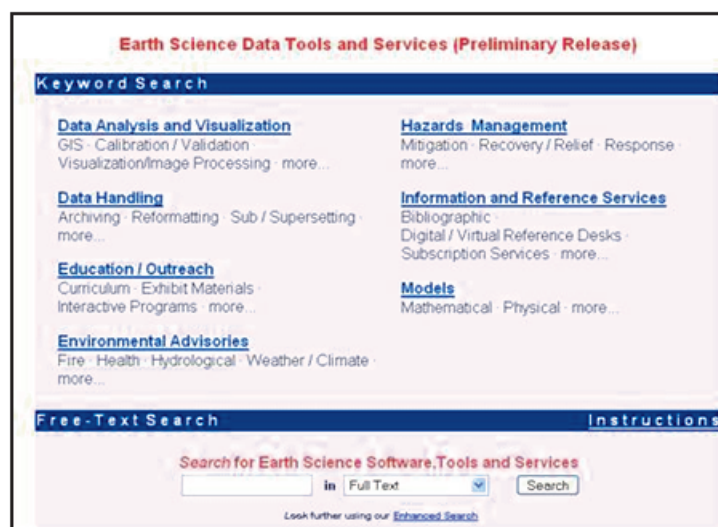 Earth Science Data Tools and Services (Preliminary Release)
Keyword Search
Data Analysis and Visualization
GIS · Calibration / Validation ·
Visualization/Image Processing · more...
Data Handling
Archiving · Reformatting · Sub / Supersetting ·
more...
Education / Outreach
Curriculum · Exhibit Materials ·
Interactive Programs · more...
Environmental Advisories
Fire · Health · Hydrological · Weather / Climate ·
more...
Hazards Management
Mitigation · Recovery / Relief · Response ·
more...
Information and Reference Services
Bibliographic ·
Digital / Virtual Reference Desks ·
Subscription Services · more...
Models
Mathematical · Physical · more...
Free-Text Search Instructions
Search for Earth Science Software,Tools and Services
in Full Text Search
Look further using our Enhanced Search